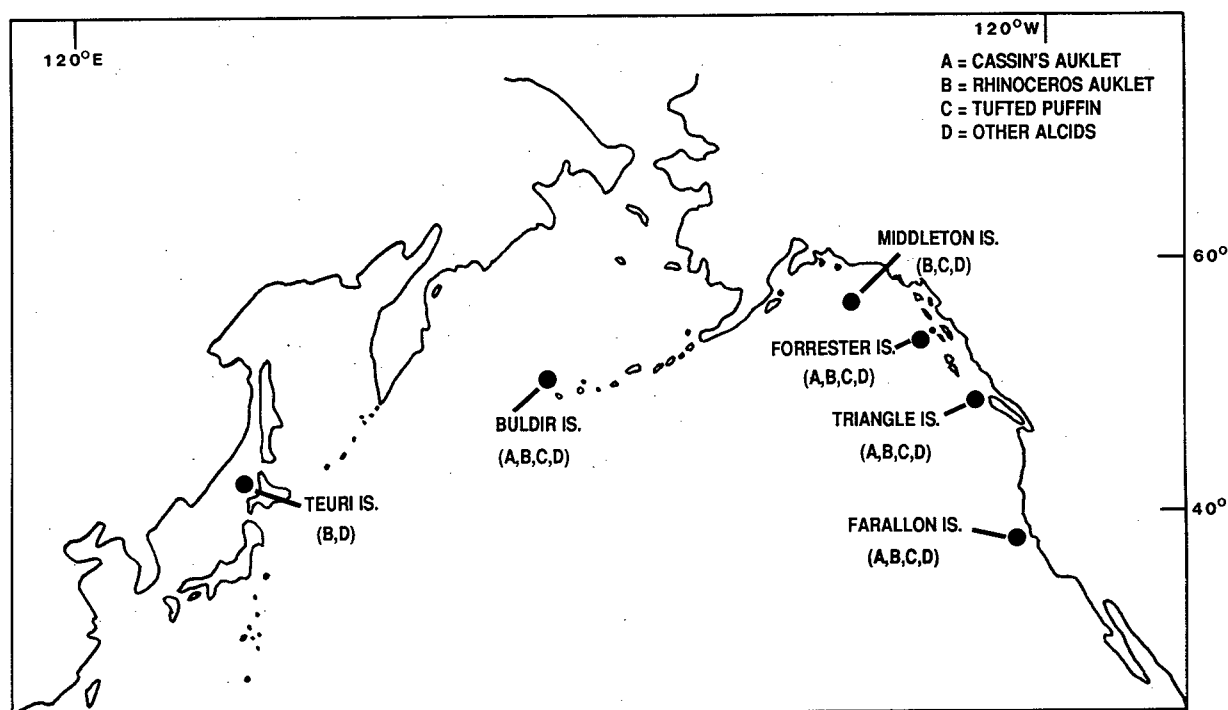 120°E
120°W
A = CASSIN'S AUKLET
B = RHINOCEROS AUKLET
C = TUFTED PUFFIN
D = OTHER ALCIDS
MIDDLETON IS.
(B,C,D)
60°
FORRESTER IS.
(A,B,C,D)
BULDIR IS.
(A,B,C,D)
TRIANGLE IS.
(A,B,C,D)
TEURI IS.
(B,D)
40°
FARALLON IS.
(A,B,C,D)